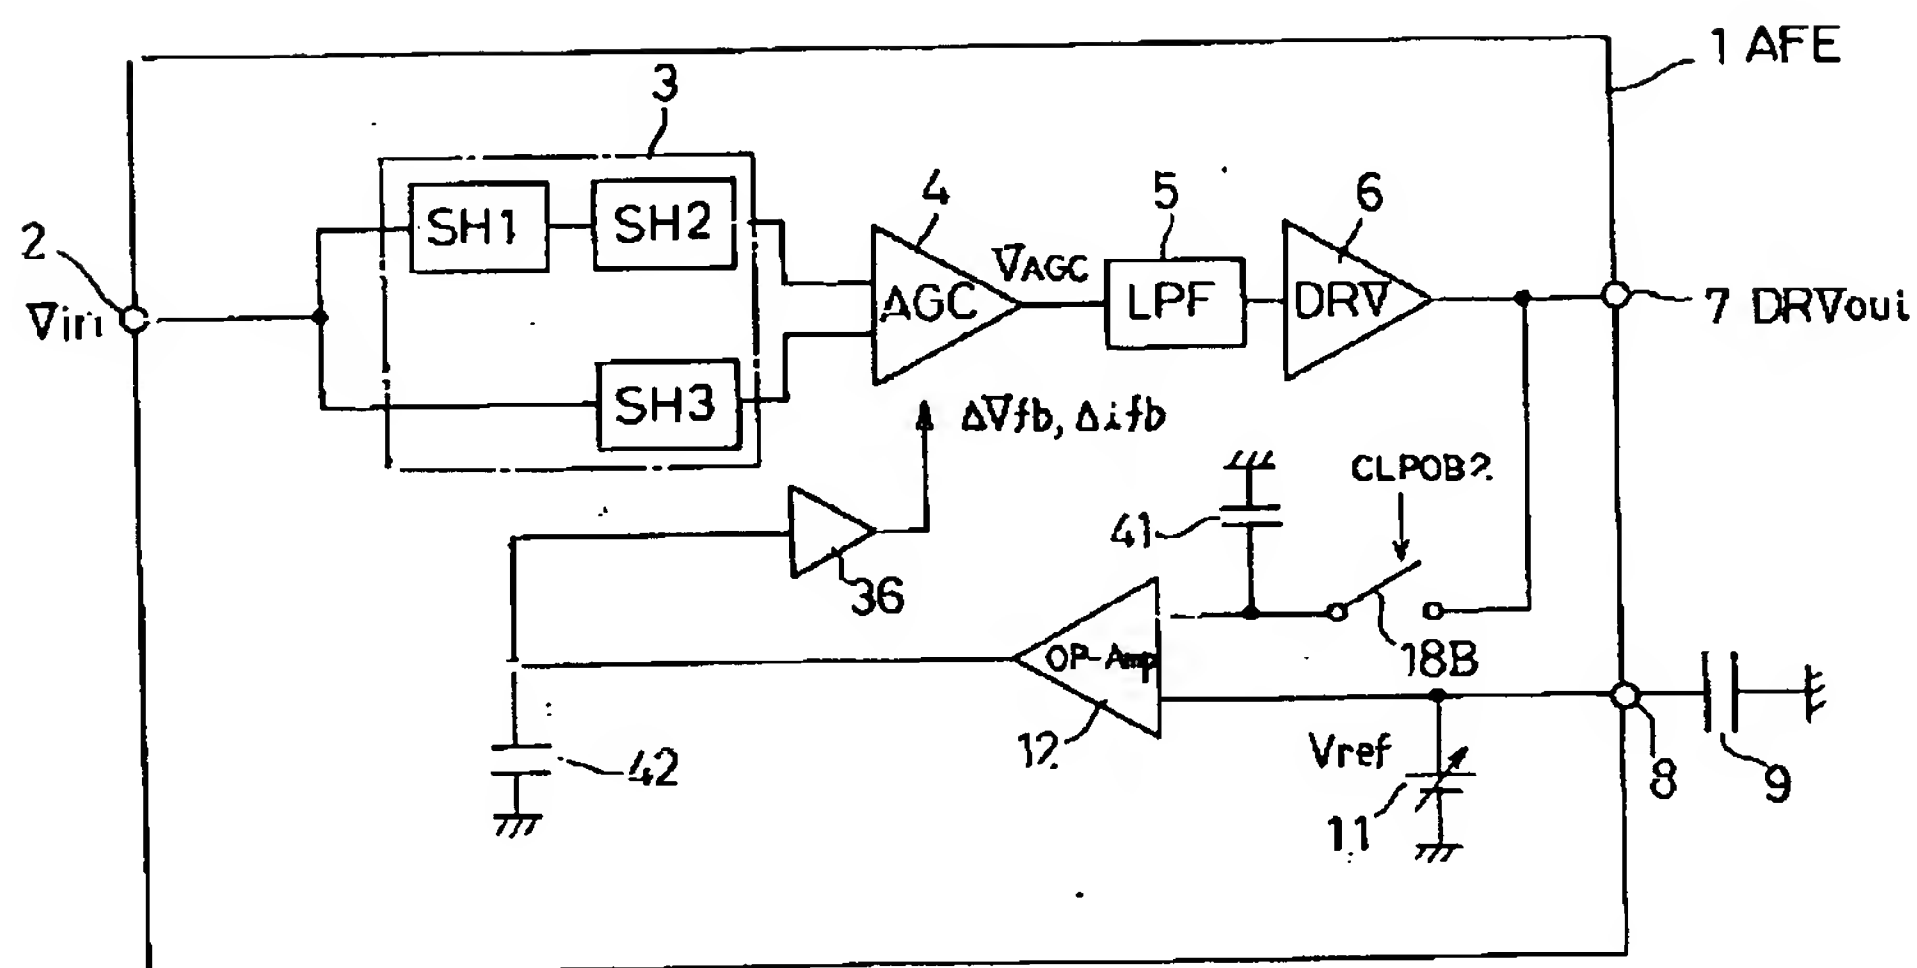 1 AFE
3
SH1
SH2
4
5
6
2
Vin
AGC
VAGC
LPF
DRV
7 DRVout
SH3
ΔVfb, Δifb
CLPOB2
41
36
OP-Amp
18B
12
Vref
42
11
8
9